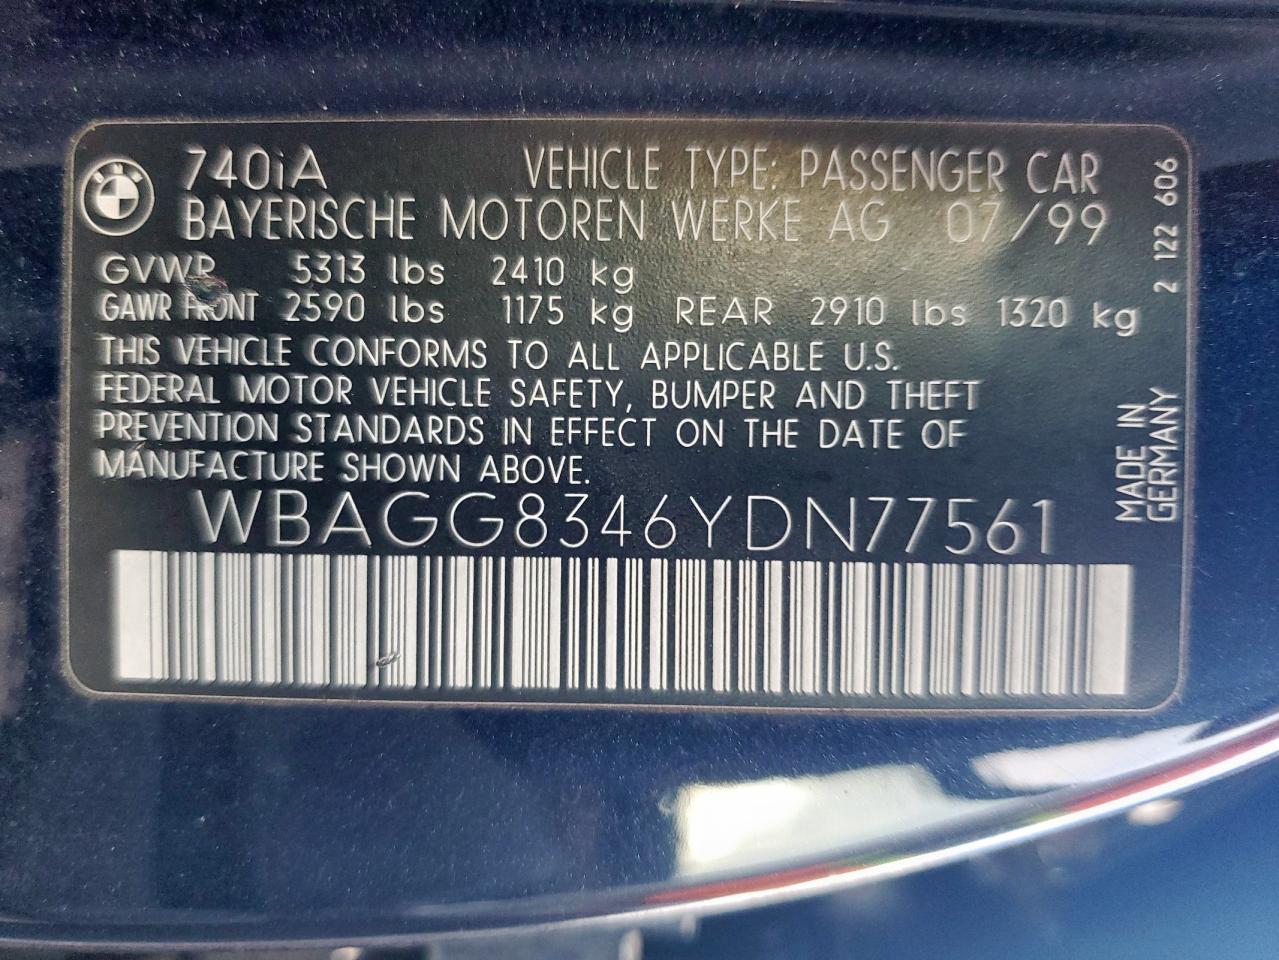 740iA VEHICLE TYPE: PASSENGER CAR
BAYERISCHE MOTOREN WERKE AG 07/99
GVWR 5313 lbs 2410 kg
GAWR FRONT 2590 lbs 1175 kg REAR 2910 lbs 1320 kg
THIS VEHICLE CONFORMS TO ALL APPLICABLE U.S.
FEDERAL MOTOR VEHICLE SAFETY, BUMPER AND THEFT
PREVENTION STANDARDS IN EFFECT ON THE DATE OF
MANUFACTURE SHOWN ABOVE.
WBAGG8346YDN77561
2 122 606
MADE IN
GERMANY